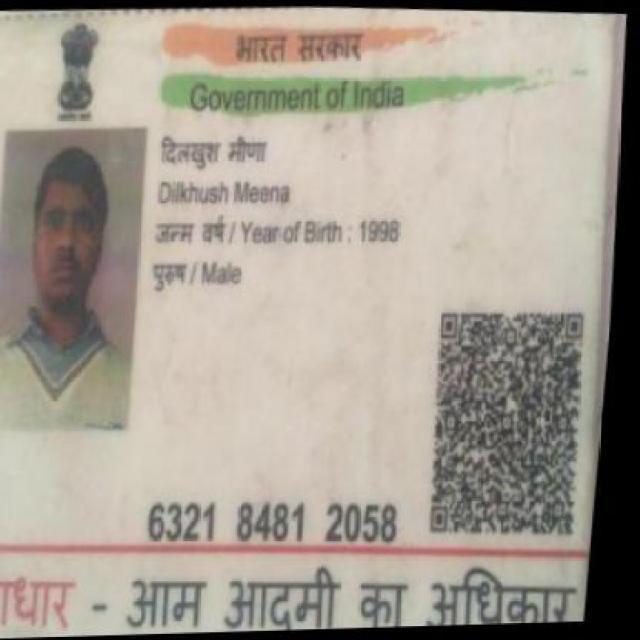 भारत सरकार
Government of India
दिलखुश मीणा
Dilkhush Meena
जन्म वर्ष / Year of Birth : 1998
पुरुष / Male
6321 8481 2058
आधार - आम आदमी का अधिकार